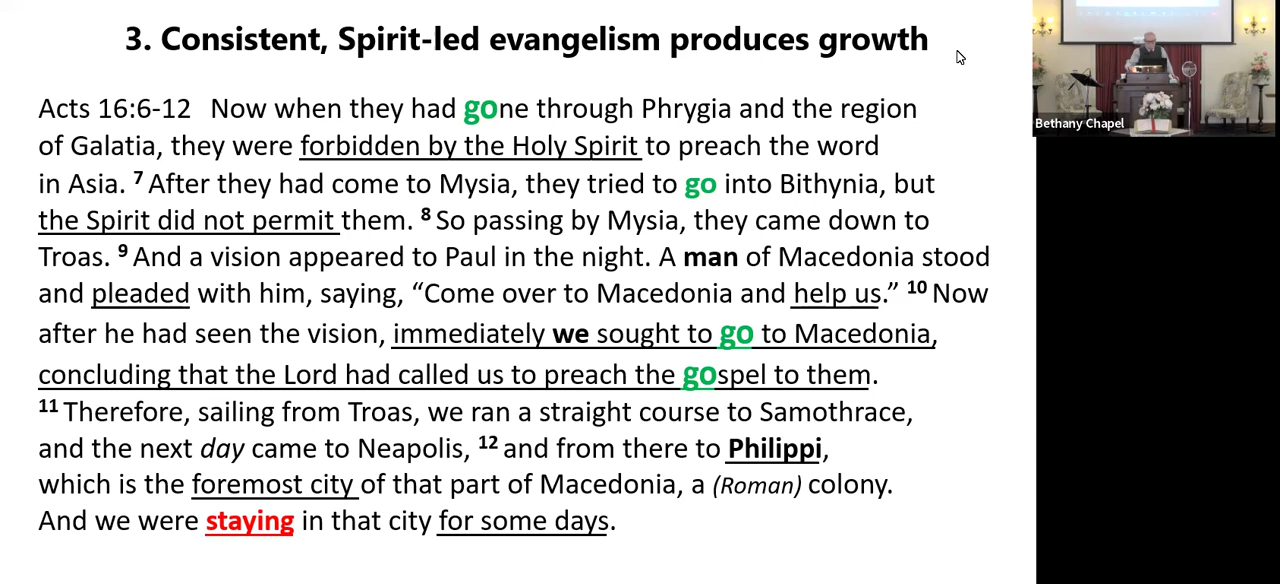 3. Consistent, Spirit-led evangelism produces growth
Acts 16:6-12 Now when they had gone through Phrygia and the region
of Galatia, they were forbidden by the Holy Spirit to preach the word
in Asia. ⁷ After they had come to Mysia, they tried to go into Bithynia, but
the Spirit did not permit them. ⁸ So passing by Mysia, they came down to
Troas. ⁹ And a vision appeared to Paul in the night. A man of Macedonia stood
and pleaded with him, saying, “Come over to Macedonia and help us.” ¹⁰ Now
after he had seen the vision, immediately we sought to go to Macedonia,
concluding that the Lord had called us to preach the gospel to them.
¹¹ Therefore, sailing from Troas, we ran a straight course to Samothrace,
and the next day came to Neapolis, ¹² and from there to Philippi,
which is the foremost city of that part of Macedonia, a (Roman) colony.
And we were staying in that city for some days.
Bethany Chapel